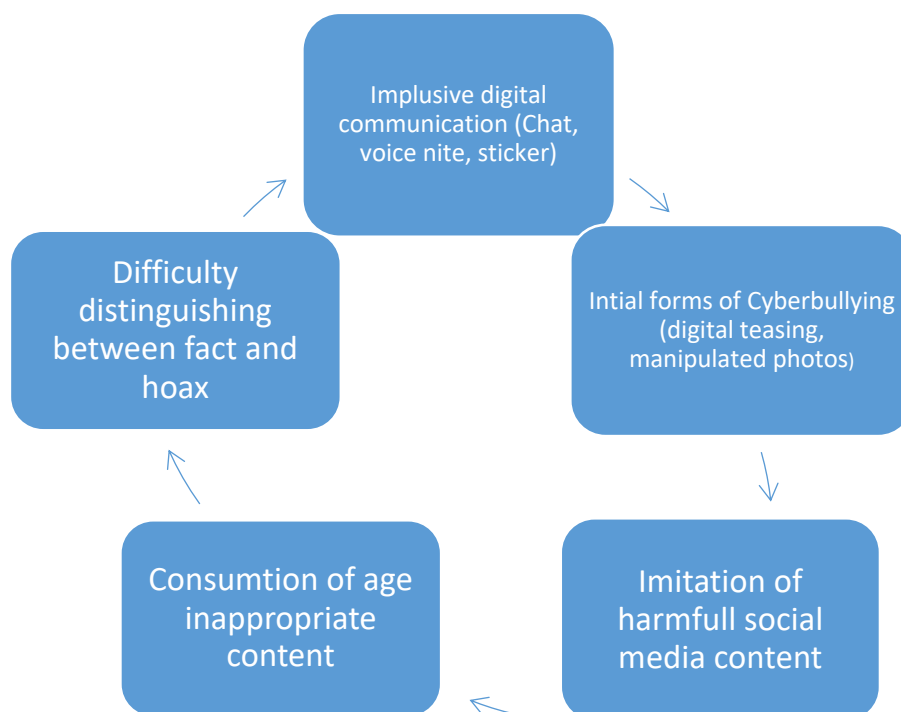 Implusive digital
communication (Chat,
voice nite, sticker)
Intial forms of Cyberbullying
(digital teasing,
manipulated photos)
Imitation of
harmfull social
media content
Consumtion of age
inappropriate
content
Difficulty
distinguishing
between fact and
hoax